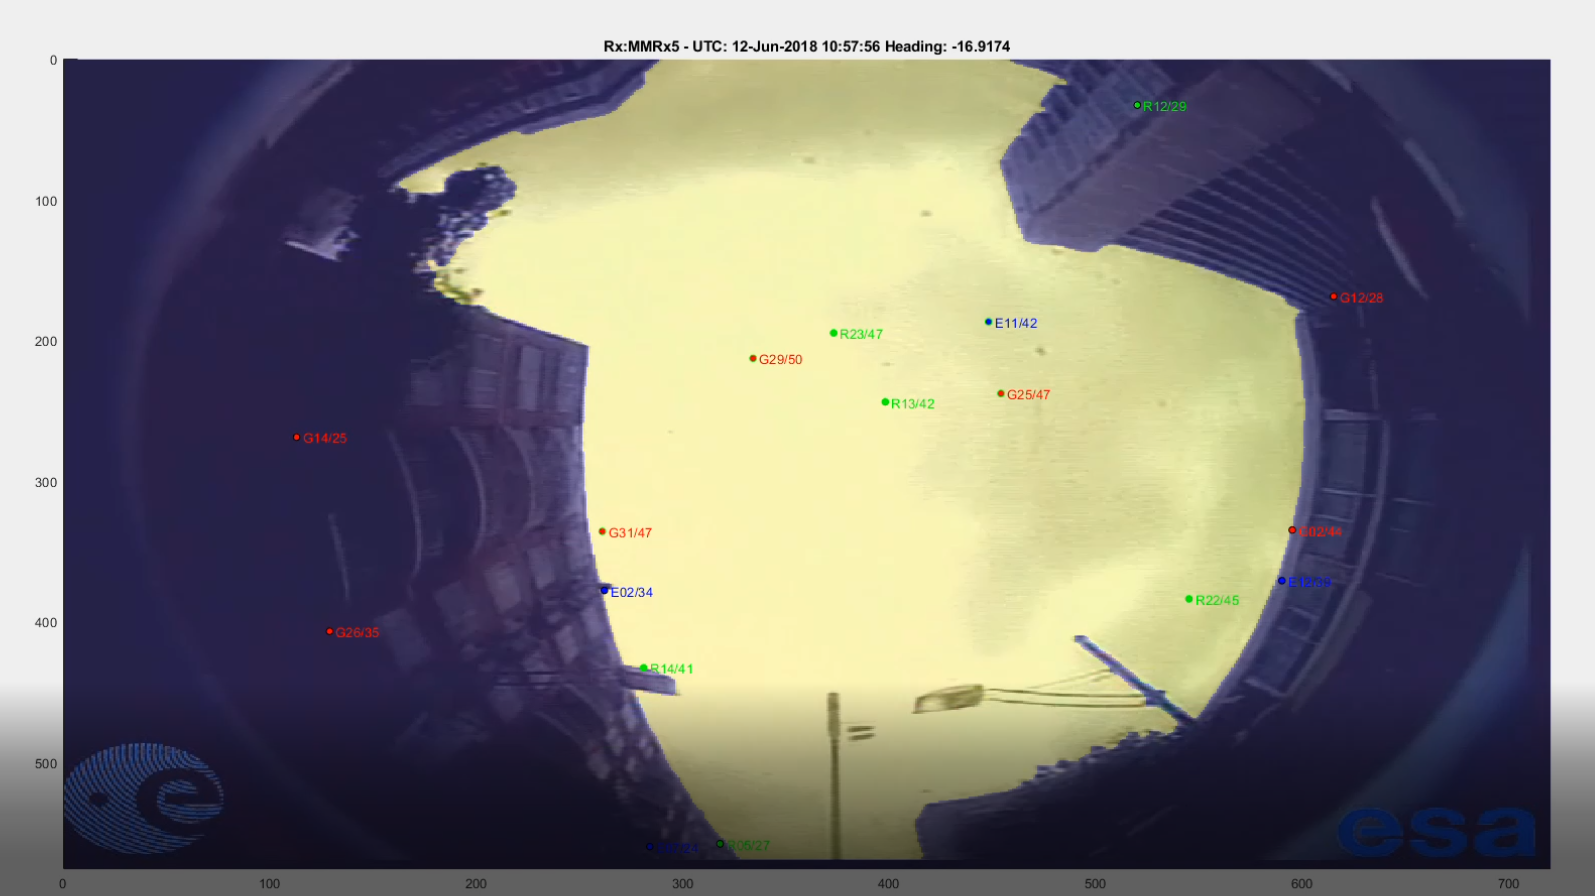 Rx:MMRx5 - UTC: 12-Jun-2018 10:57:56 Heading: -16.9174
0
100
200
300
400
500
R12/29
G12/28
E11/42
R23/47
G29/50
G25/47
R13/42
G14/25
G31/47
G02/44
E12/39
E02/34
R22/45
G26/35
R14/41
R05/27
esa
0 100 200 300 400 500 600 700